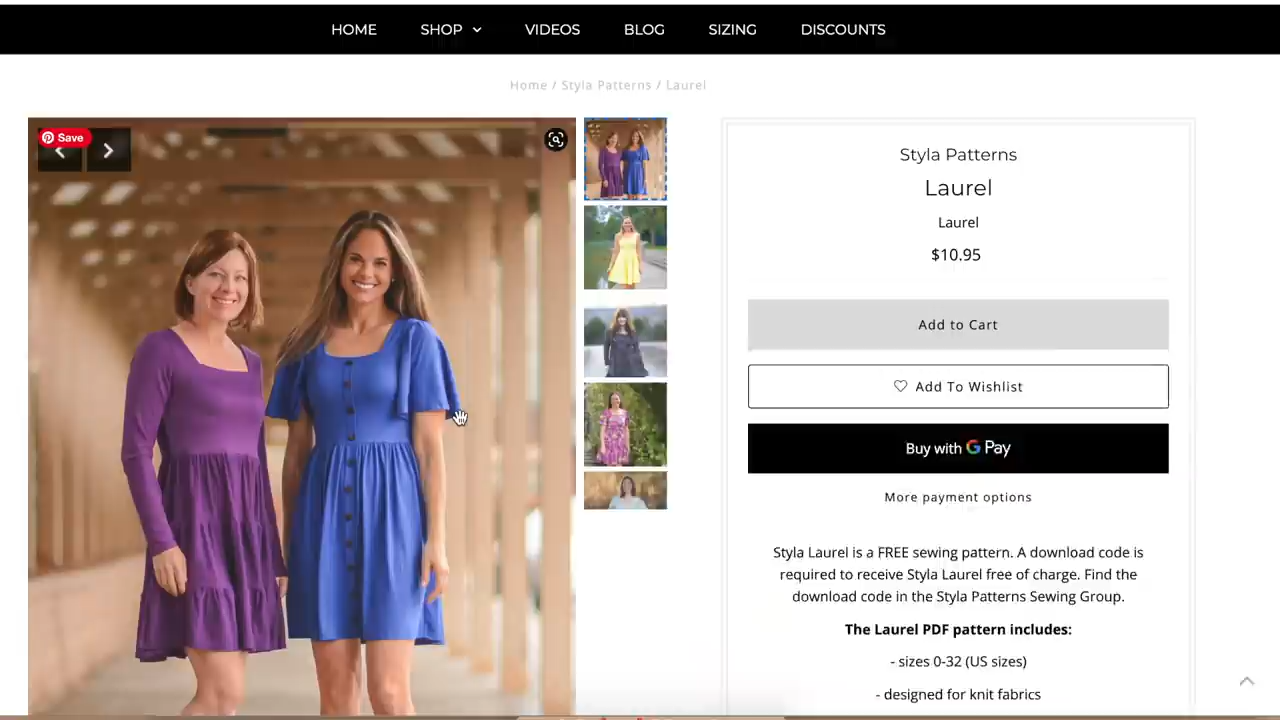 HOME SHOP VIDEOS BLOG SIZING DISCOUNTS
Home / Styla Patterns / Laurel
Save
Styla Patterns
Laurel
Laurel
$10.95
Add to Cart
Add To Wishlist
Buy with G Pay
More payment options
Styla Laurel is a FREE sewing pattern. A download code is
required to receive Styla Laurel free of charge. Find the
download code in the Styla Patterns Sewing Group.
The Laurel PDF pattern includes:
- sizes 0-32 (US sizes)
- designed for knit fabrics